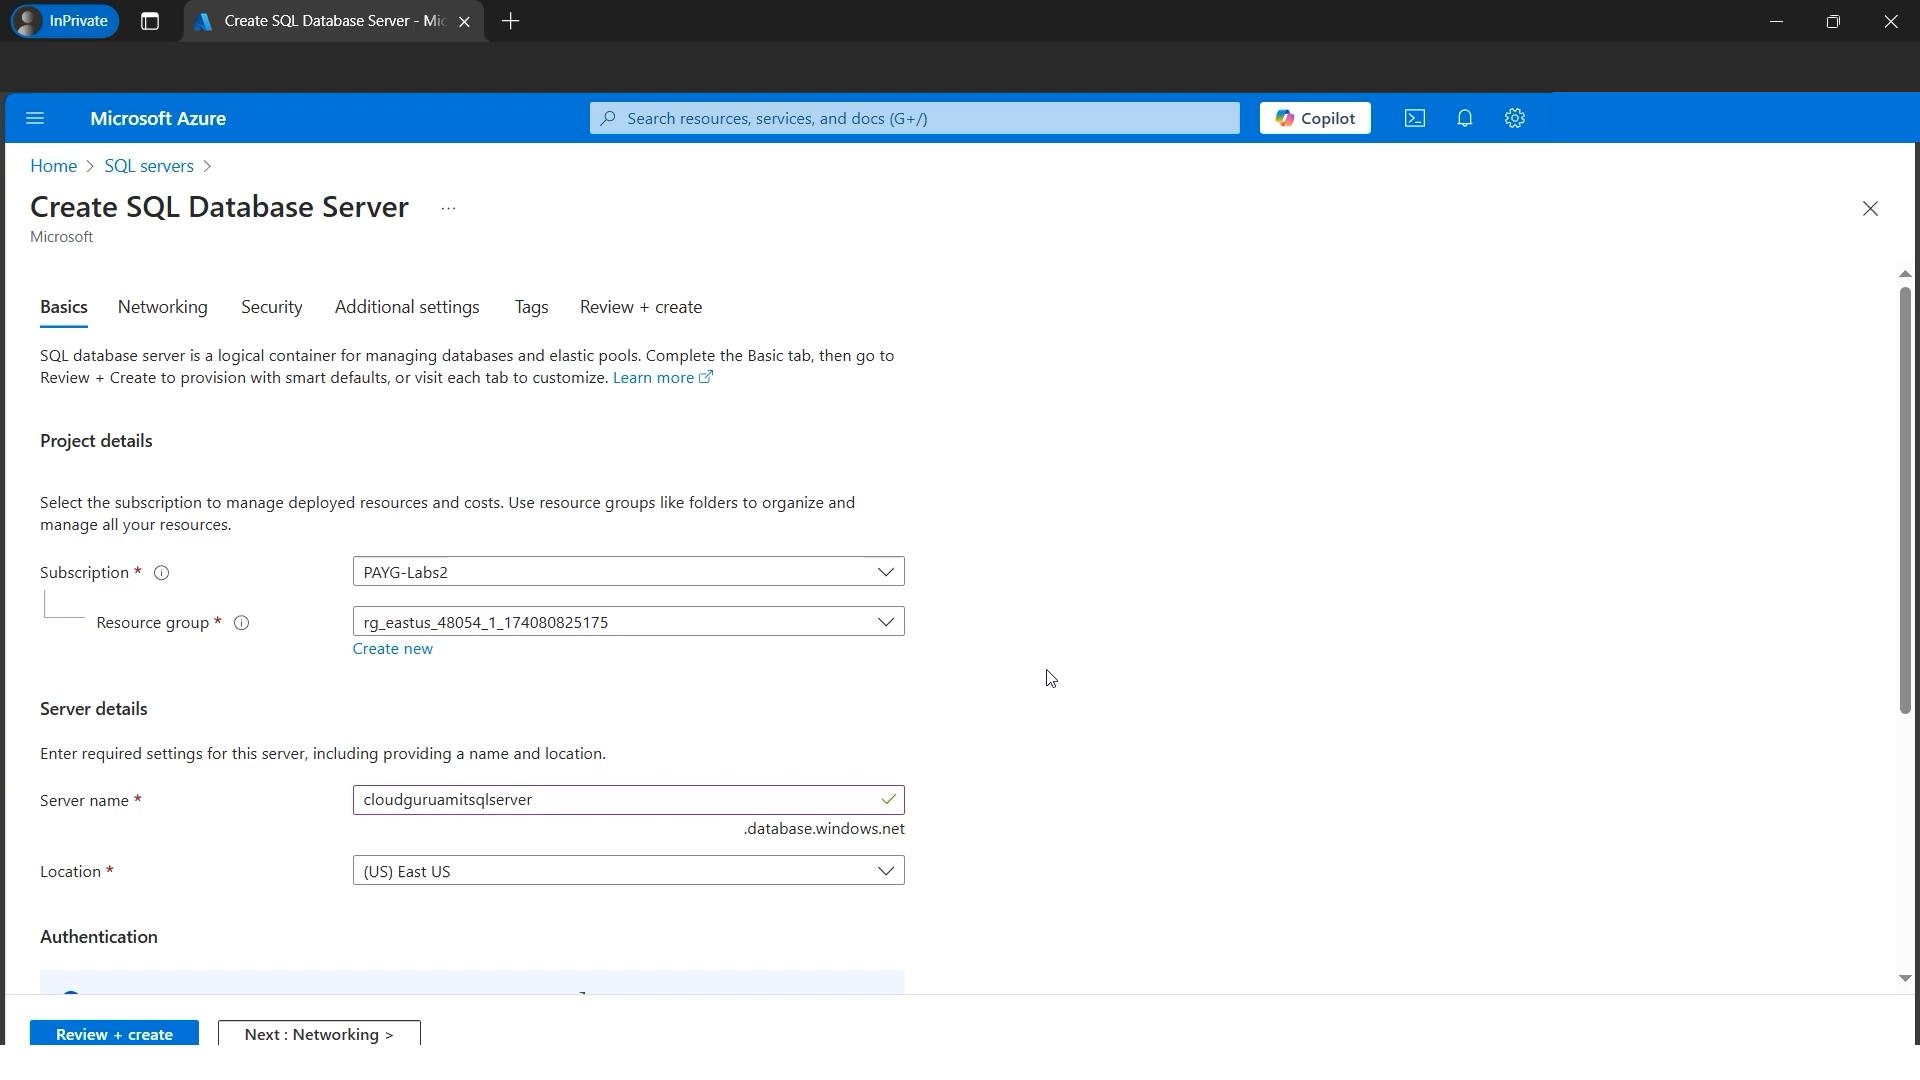 InPrivate
Create SQL Database Server - Mic
Microsoft Azure
Search resources, services, and docs (G+/)
Copilot
Home > SQL servers >
Create SQL Database Server ...
Microsoft
Basics Networking Security Additional settings Tags Review + create
SQL database server is a logical container for managing databases and elastic pools. Complete the Basic tab, then go to
Review + Create to provision with smart defaults, or visit each tab to customize. Learn more
Project details
Select the subscription to manage deployed resources and costs. Use resource groups like folders to organize and
manage all your resources.
Subscription * PAYG-Labs2
Resource group * rg_eastus_48054_1_174080825175
Create new
Server details
Enter required settings for this server, including providing a name and location.
Server name * cloudguruamitsqlserver
.database.windows.net
Location * (US) East US
Authentication
Review + create
Next : Networking >